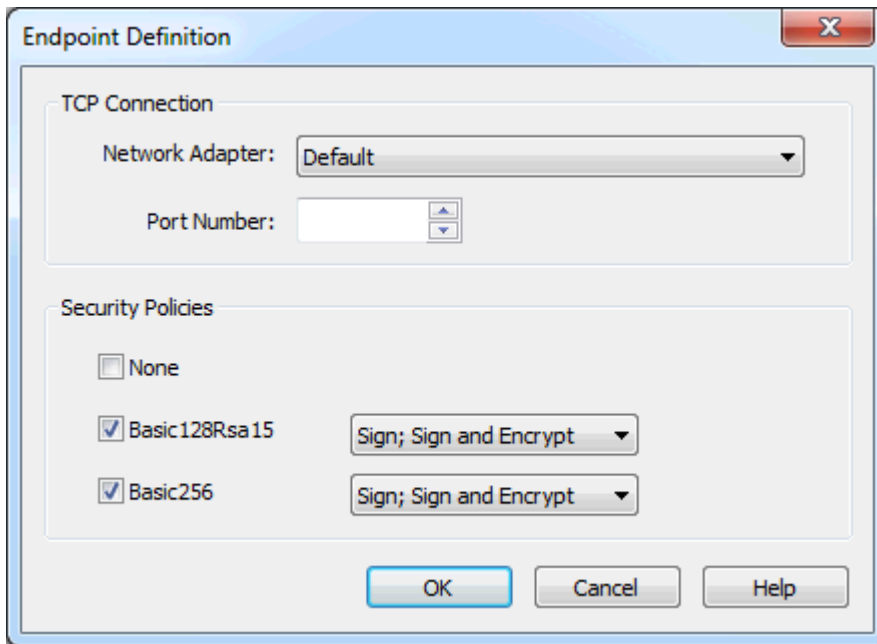 Endpoint Definition
TCP Connection
Network Adapter: Default
Port Number:
Security Policies
None
Basic128Rsa15 Sign; Sign and Encrypt
Basic256 Sign; Sign and Encrypt
OK Cancel Help